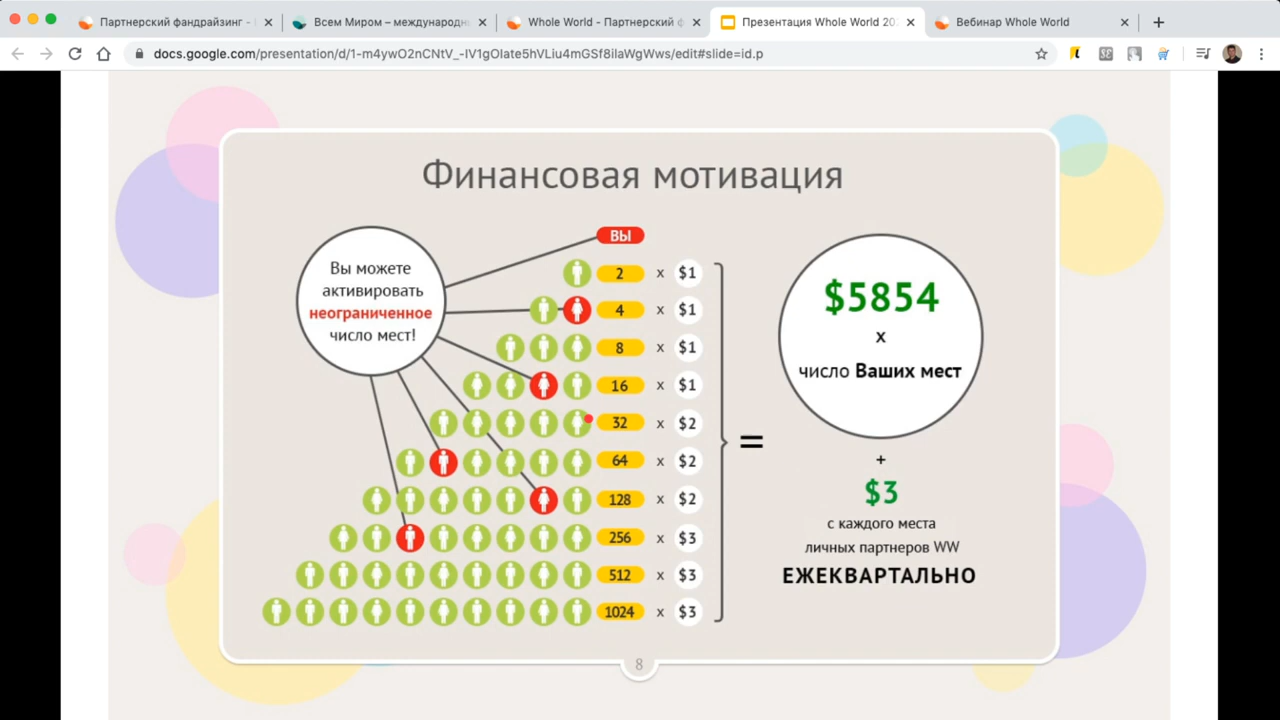 Партнерский фандрайзинг -
Всем Миром – международн
Whole World - Партнерский ф
Презентация Whole World 202
Вебинар Whole World
docs.google.com/presentation/d/1-m4ywO2nCNtV_-IV1gOIate5hVLiu4mGSf8ilaWgWws/edit#slide=id.p
Финансовая мотивация
Вы можете
активировать
неограниченное
число мест!
ВЫ
2 x $1
4 x $1
8 x $1
16 x $1
32 x $2
64 x $2
128 x $2
256 x $3
512 x $3
1024 x $3
=
$5854
x
число Ваших мест
+
$3
с каждого места
личных партнеров WW
ЕЖЕКВАРТАЛЬНО
8